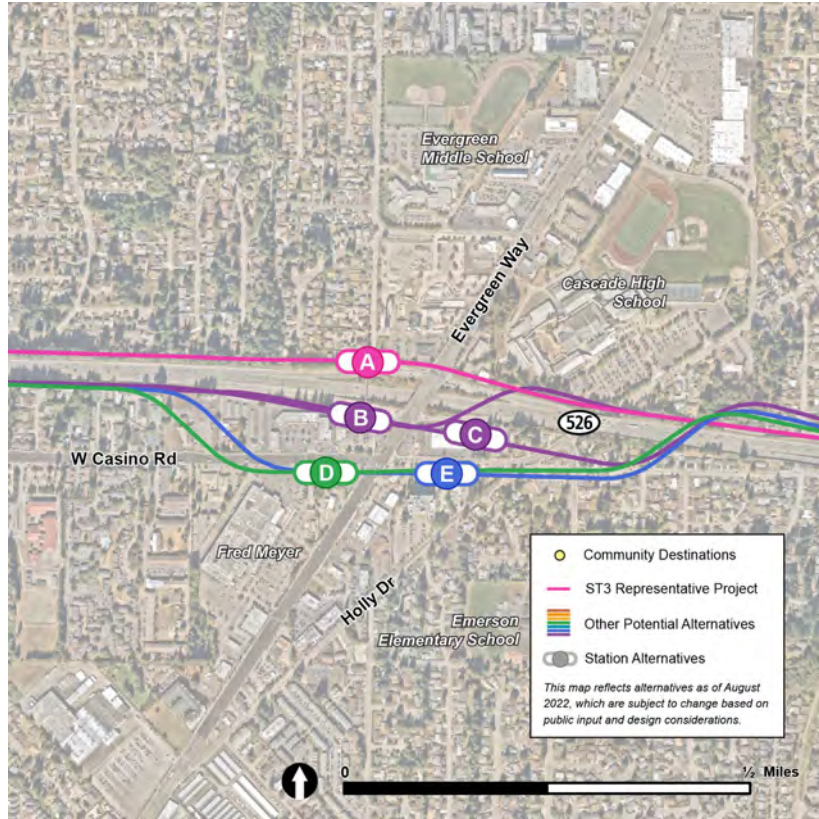 Evergreen
Middle School
Evergreen Way
Cascade High
School
A
B
C
526
W Casino Rd
D
E
Fred Meyer
Holly Dr
Emerson
Elementary School
Community Destinations
ST3 Representative Project
Other Potential Alternatives
Station Alternatives
This map reflects alternatives as of August
2022, which are subject to change based on
public input and design considerations.
0
½ Miles